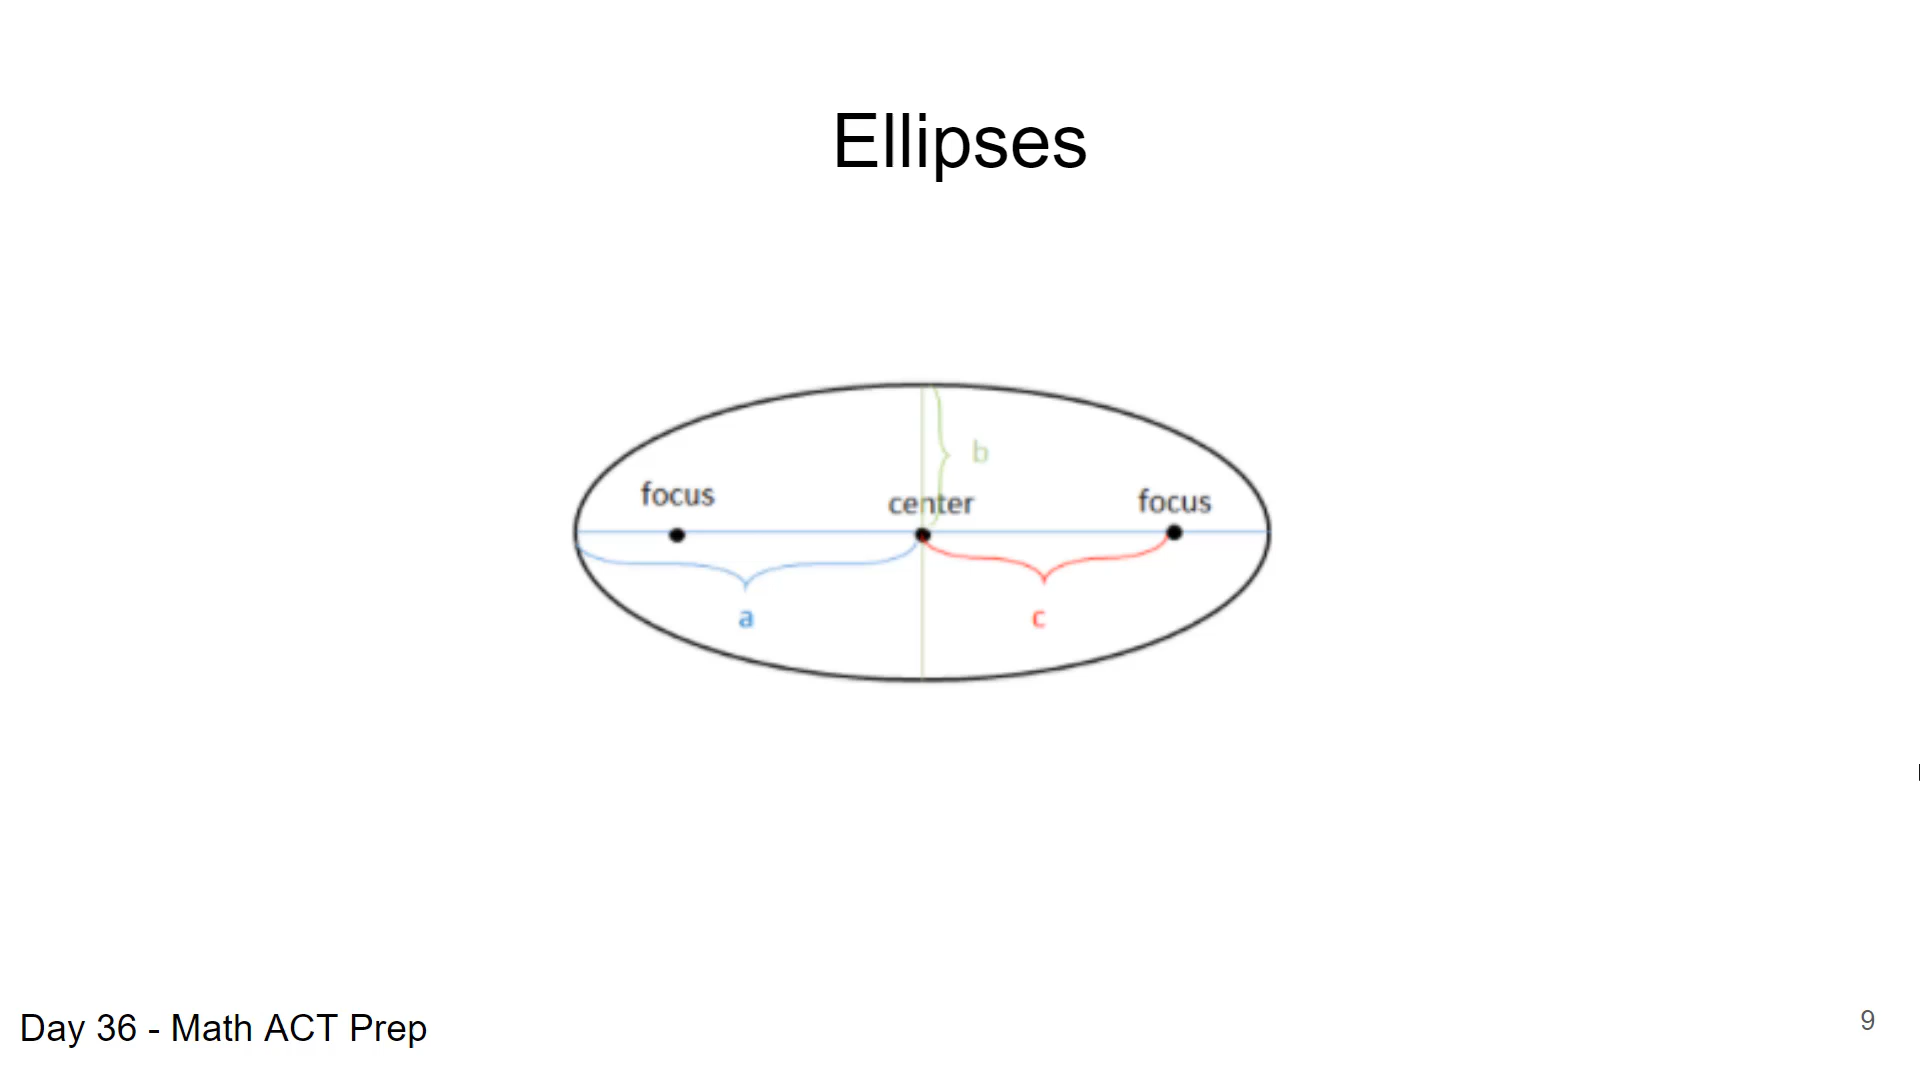 Ellipses
b
focus
center
focus
a
c
Day 36 - Math ACT Prep
9